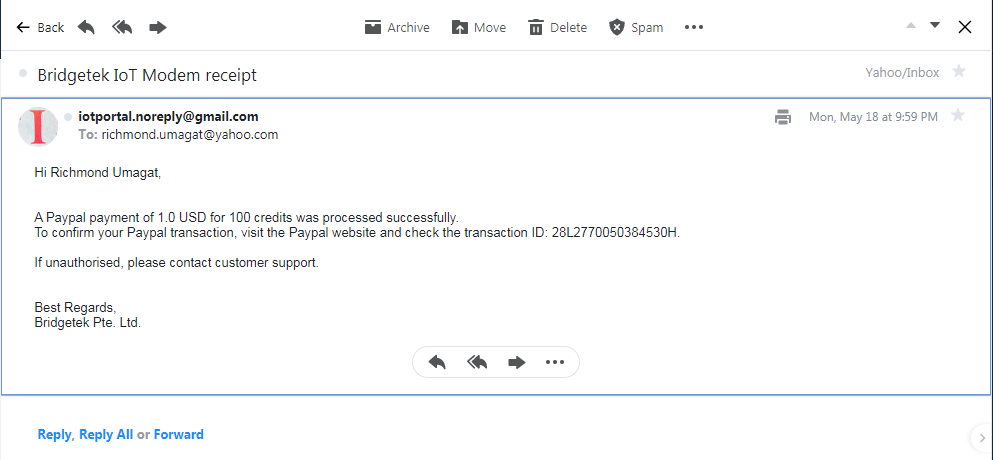 Back
Archive
Move
Delete
Spam
Bridgetek IoT Modem receipt
Yahoo/Inbox
I
iotportal.noreply@gmail.com
Mon, May 18 at 9:59 PM
To: richmond.umagat@yahoo.com
Hi Richmond Umagat,
A Paypal payment of 1.0 USD for 100 credits was processed successfully.
To confirm your Paypal transaction, visit the Paypal website and check the transaction ID: 28L2770050384530H.
If unauthorised, please contact customer support.
Best Regards,
Bridgetek Pte. Ltd.
Reply, Reply All or Forward